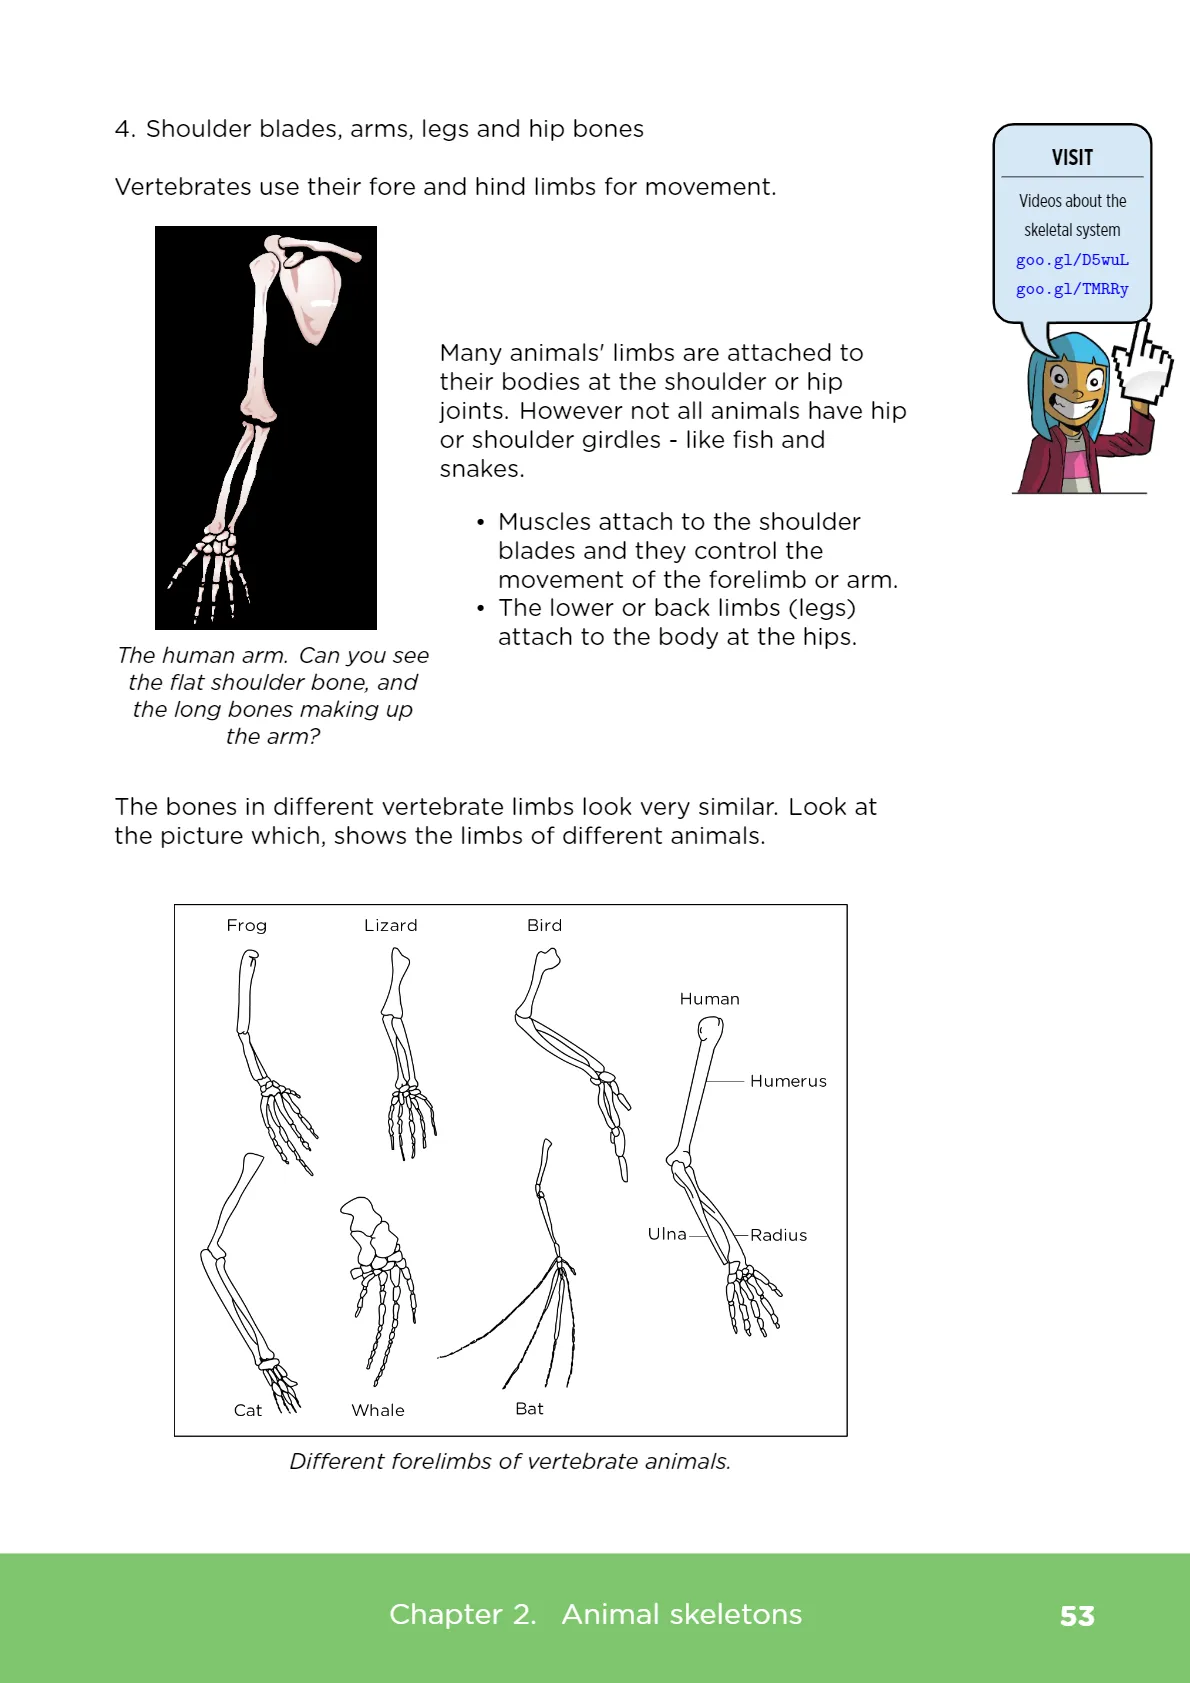 4. Shoulder blades, arms, legs and hip bones
Vertebrates use their fore and hind limbs for movement.
VISIT
Videos about the
skeletal system
goo.gl/D5wuL
goo.gl/TMRRy
Many animals' limbs are attached to
their bodies at the shoulder or hip
joints. However not all animals have hip
or shoulder girdles - like fish and
snakes.
• Muscles attach to the shoulder
blades and they control the
movement of the forelimb or arm.
• The lower or back limbs (legs)
attach to the body at the hips.
The human arm. Can you see
the flat shoulder bone, and
the long bones making up
the arm?
The bones in different vertebrate limbs look very similar. Look at
the picture which, shows the limbs of different animals.
Frog Lizard Bird
Human
Humerus
Ulna Radius
Cat Whale Bat
Different forelimbs of vertebrate animals.
Chapter 2. Animal skeletons 53